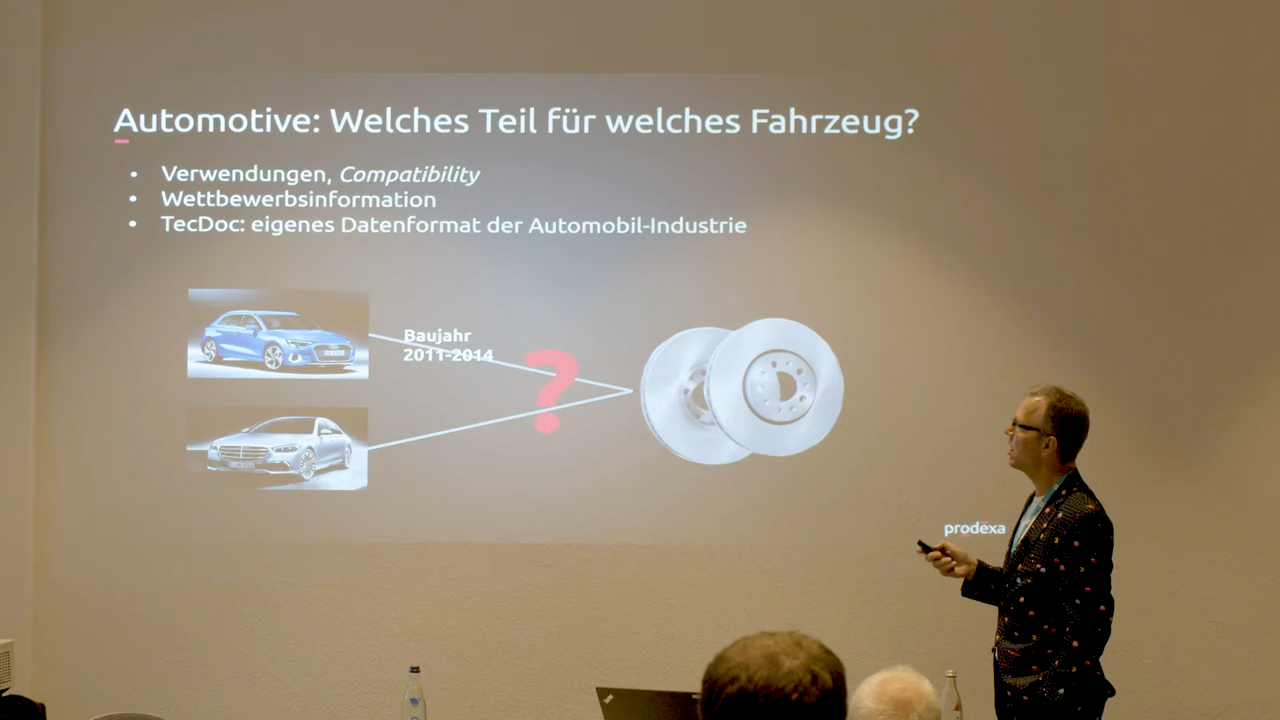 Automotive: Welches Teil für welches Fahrzeug?
• Verwendungen, Compatibility
• Wettbewerbsinformation
• TecDoc: eigenes Datenformat der Automobil-Industrie
Baujahr
2011-2014
?
prodexa